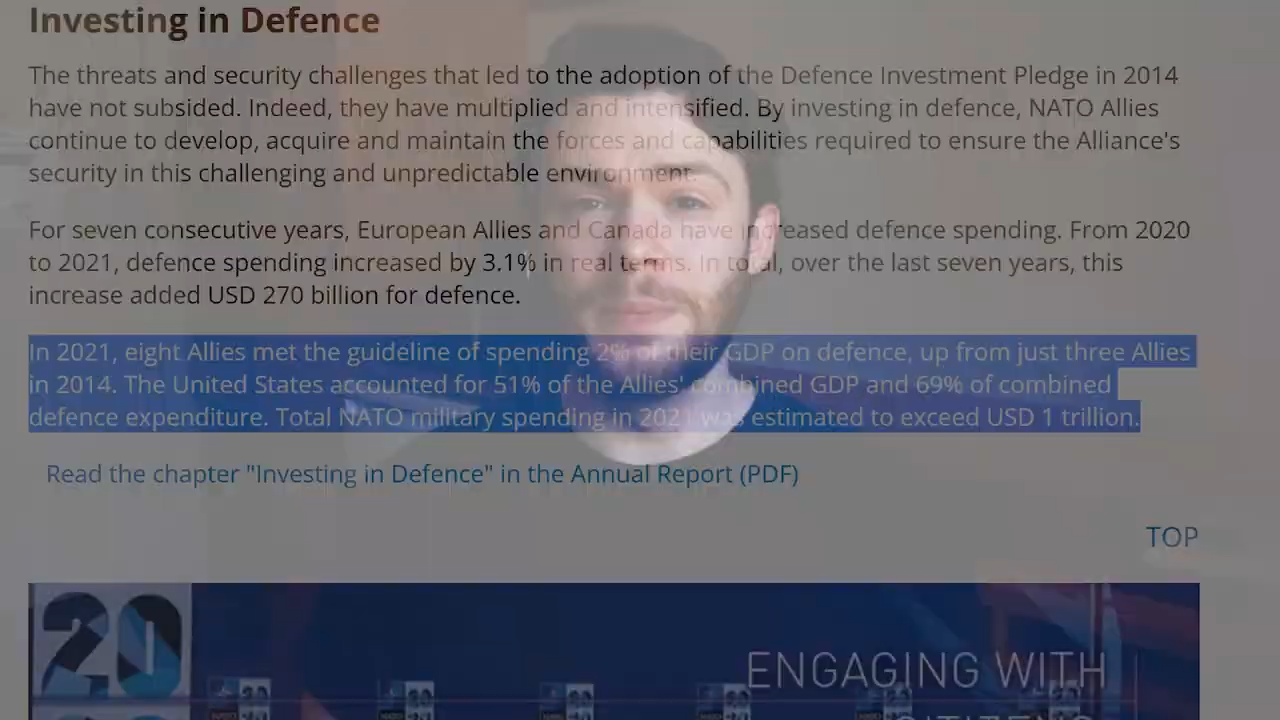 Investing in Defence
The threats and security challenges that led to the adoption of the Defence Investment Pledge in 2014
have not subsided. Indeed, they have multiplied and intensified. By investing in defence, NATO Allies
continue to develop, acquire and maintain the forces and capabilities required to ensure the Alliance's
security in this challenging and unpredictable environment.
For seven consecutive years, European Allies and Canada have increased defence spending. From 2020
to 2021, defence spending increased by 3.1% in real terms. In total, over the last seven years, this
increase added USD 270 billion for defence.
In 2021, eight Allies met the guideline of spending 2% of their GDP on defence, up from just three Allies
in 2014. The United States accounted for 51% of the Allies' combined GDP and 69% of combined
defence expenditure. Total NATO military spending in 2021 was estimated to exceed USD 1 trillion.
Read the chapter "Investing in Defence" in the Annual Report (PDF)
TOP
20
ENGAGING WITH